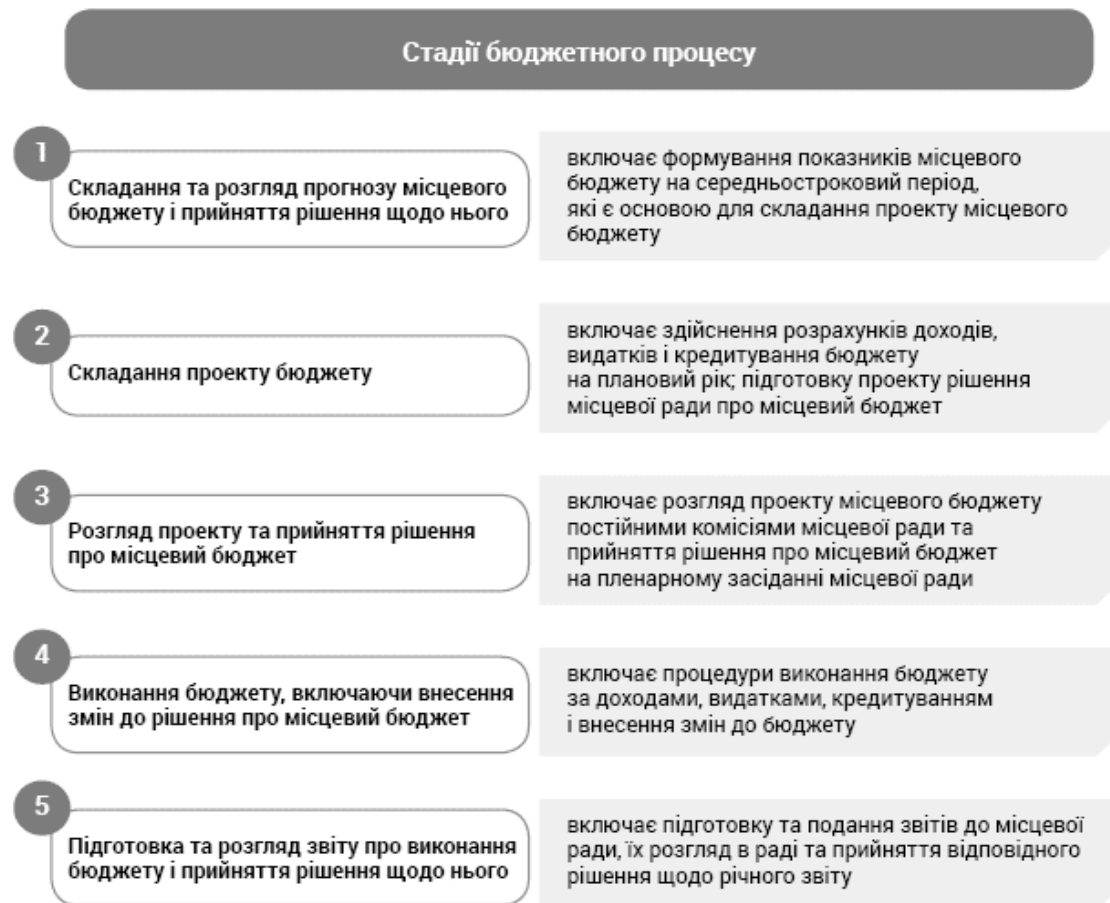 Стадії бюджетного процесу
1
Складання та розгляд прогнозу місцевого
бюджету і прийняття рішення щодо нього
включає формування показників місцевого
бюджету на середньостроковий період,
які є основою для складання проекту місцевого
бюджету
2
Складання проекту бюджету
включає здійснення розрахунків доходів,
видатків і кредитування бюджету
на плановий рік; підготовку проекту рішення
місцевої ради про місцевий бюджет
3
Розгляд проекту та прийняття рішення
про місцевий бюджет
включає розгляд проекту місцевого бюджету
постійними комісіями місцевої ради та
прийняття рішення про місцевий бюджет
на пленарному засіданні місцевої ради
4
Виконання бюджету, включаючи внесення
змін до рішення про місцевий бюджет
включає процедури виконання бюджету
за доходами, видатками, кредитуванням
і внесення змін до бюджету
5
Підготовка та розгляд звіту про виконання
бюджету і прийняття рішення щодо нього
включає підготовку та подання звітів до місцевої
ради, їх розгляд в раді та прийняття відповідного
рішення щодо річного звіту